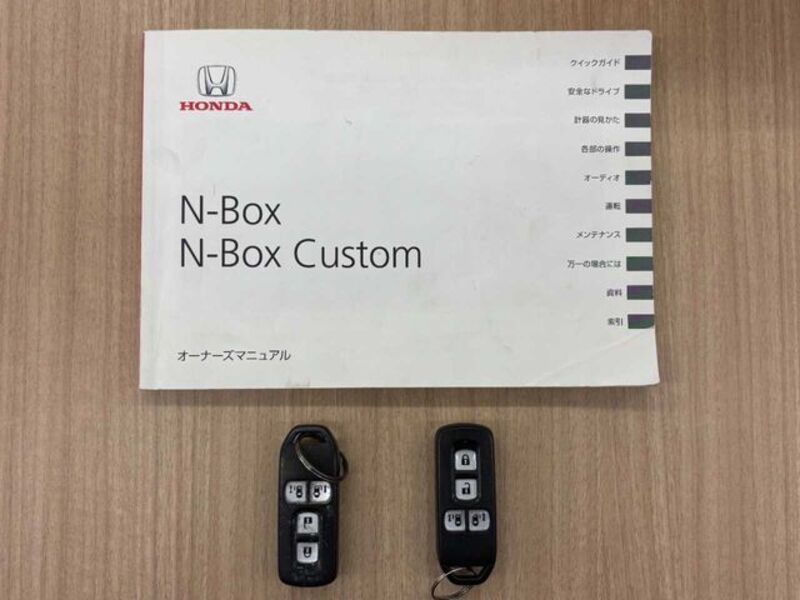 HONDA
N-Box
N-Box Custom
オーナーズマニュアル
クイックガイド
安全なドライブ
計器の見かた
各部の操作
オーディオ
運転
メンテナンス
万一の場合には
資料
索引